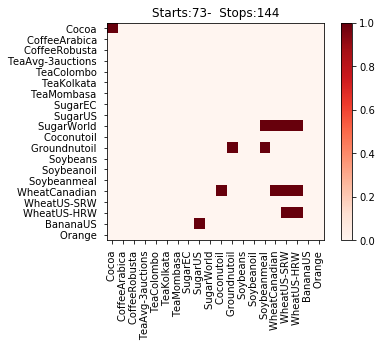 Starts:73- Stops:144
Cocoa
CoffeeArabica
CoffeeRobusta
TeaAvg-3auctions
TeaColombo
TeaKolkata
TeaMombasa
SugarEC
SugarUS
SugarWorld
Coconutoil
Groundnutoil
Soybeans
Soybeanoil
Soybeanmeal
WheatCanadian
WheatUS-SRW
WheatUS-HRW
BananaUS
Orange
1.0
0.8
0.6
0.4
0.2
0.0
Cocoa
CoffeeArabica
CoffeeRobusta
TeaAvg-3auctions
TeaColombo
TeaKolkata
TeaMombasa
SugarEC
SugarUS
SugarWorld
Coconutoil
Groundnutoil
Soybeans
Soybeanoil
Soybeanmeal
WheatCanadian
WheatUS-SRW
WheatUS-HRW
BananaUS
Orange